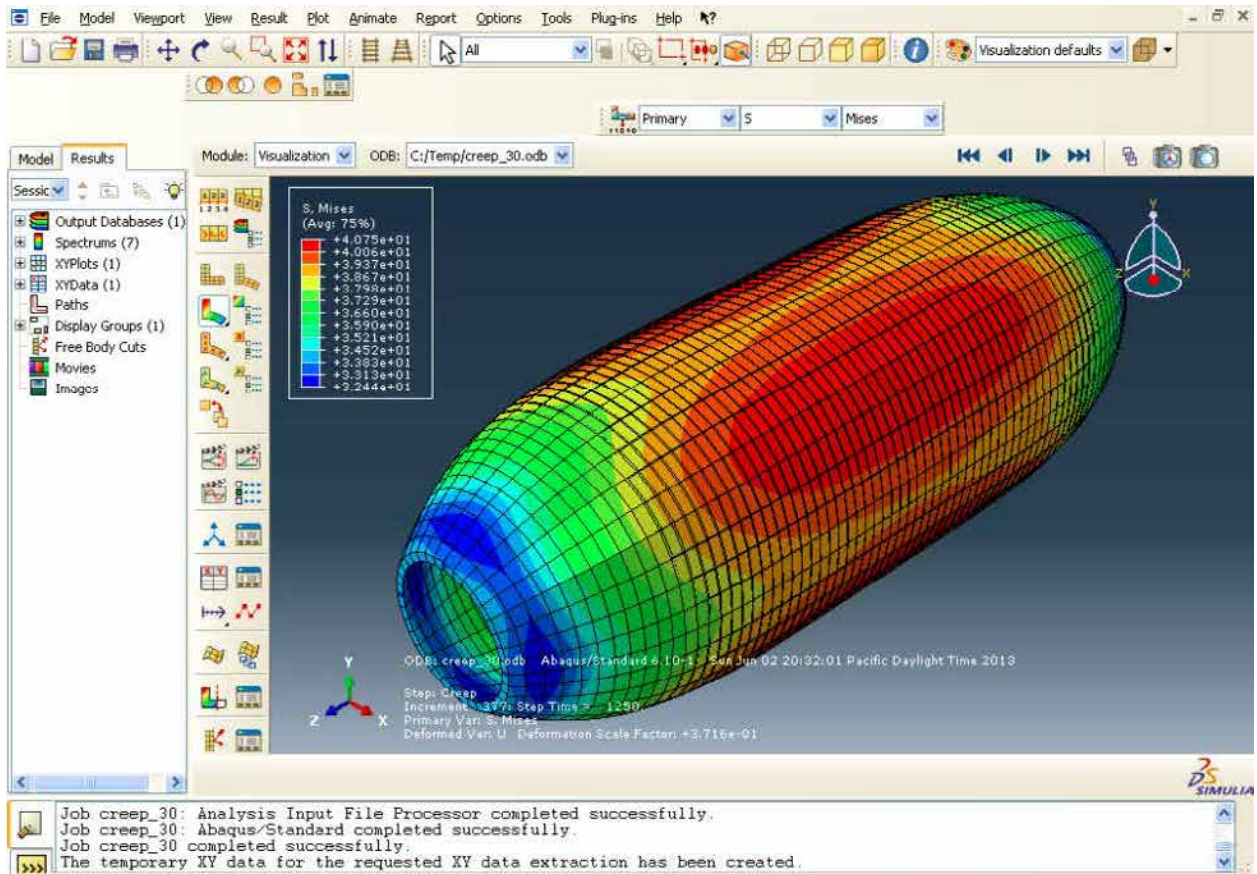 File Model Viewport View Result Plot Animate Report Options Tools Plug-ins Help
All
Visualization defaults
Primary S Mises
Model Results
Module: Visualization ODB: C:/Temp/creep_30.odb
Sessic
Output Databases (1)
Spectrums (7)
XYPlots (1)
XYData (1)
Paths
Display Groups (1)
Free Body Cuts
Movies
Images
S, Mises
(Avg: 75%)
+4.075e+01
+4.006e+01
+3.937e+01
+3.867e+01
+3.798e+01
+3.729e+01
+3.660e+01
+3.590e+01
+3.521e+01
+3.452e+01
+3.383e+01
+3.313e+01
+3.244e+01
Y
Z X
Y
Z X
ODB: creep_30.odb Abaqus/Standard 6.10-1 Sun Jun 02 20:32:01 Pacific Daylight Time 2013
Step: Creep
Increment 377: Step Time = 1250.
Primary Var: S, Mises
Deformed Var: U Deformation Scale Factor: +3.716e-01
DS
SIMULIA
Job creep_30: Analysis Input File Processor completed successfully.
Job creep_30: Abaqus/Standard completed successfully.
Job creep_30 completed successfully.
The temporary XY data for the requested XY data extraction has been created.
>>>